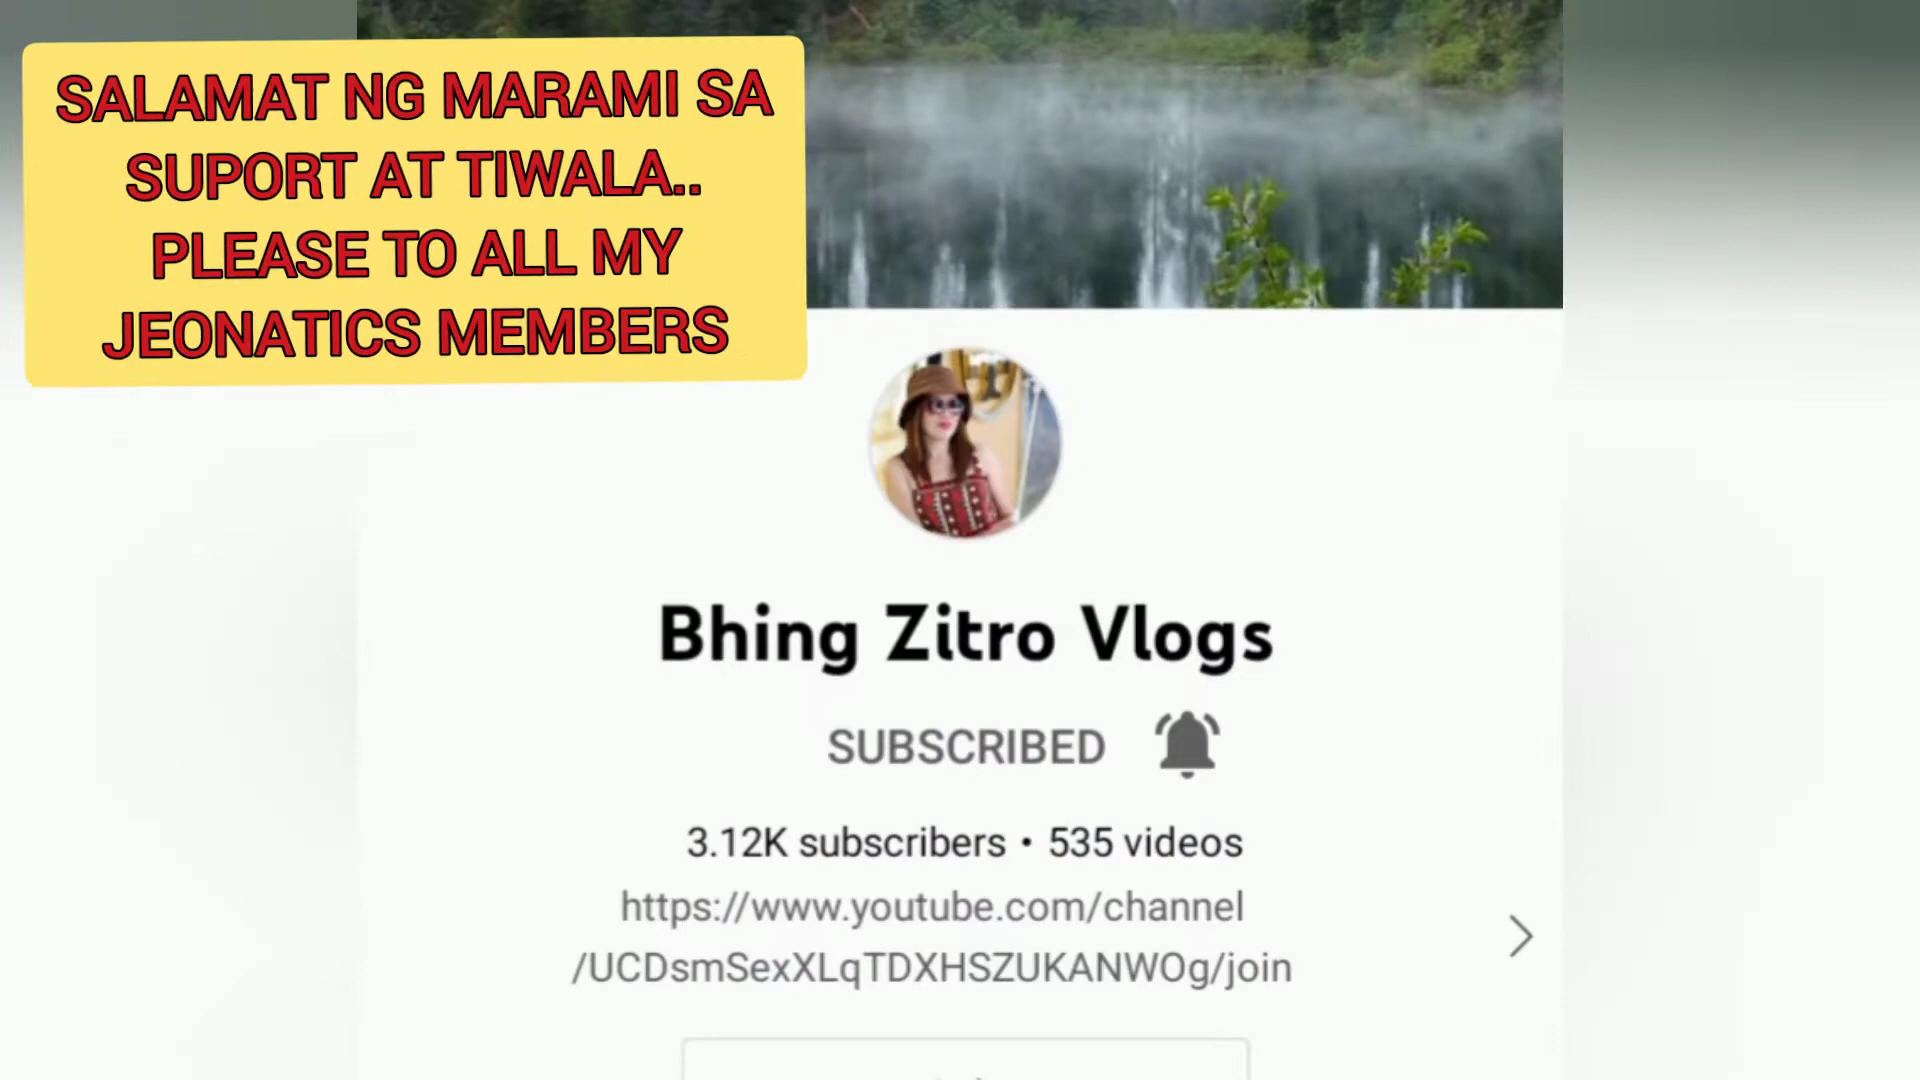 SALAMAT NG MARAMI SA
SUPORT AT TIWALA..
PLEASE TO ALL MY
JEONATICS MEMBERS
Bhing Zitro Vlogs
SUBSCRIBED
3.12K subscribers • 535 videos
https://www.youtube.com/channel
/UCDsmSexXLqTDXHSZUKANWOg/join